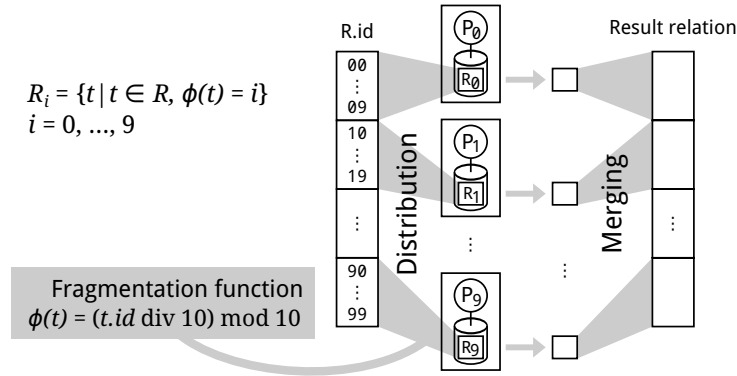 R.id
Result relation
R_i = {t | t ∈ R, ϕ(t) = i}
i = 0, ..., 9
00
⋮
09
10
⋮
19
⋮
90
⋮
99
Distribution
P₀
R₀
P₁
R₁
⋮
P₉
R₉
⋮
Merging
⋮
Fragmentation function
ϕ(t) = (t.id div 10) mod 10